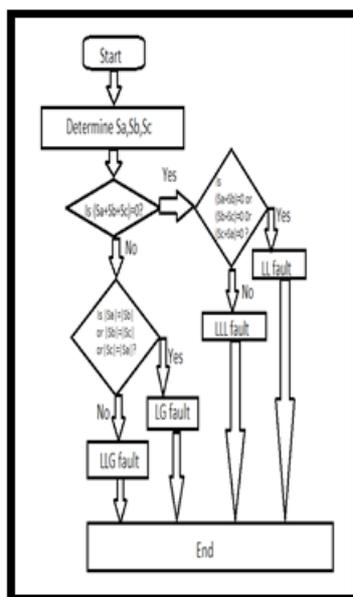 Start
Determine Sa,Sb,Sc
Is (Sa+Sb+Sc)=0?
Yes
No
Is
(Sa+Sb)=0 or
(Sb+Sc)=0 0r
(Sc+Sa)=0 ?
Yes
LL fault
No
LLL fault
Is |Sa|=|Sb|
or |Sb|=|Sc|
or|Sc|=|Sa|?
Yes
LG fault
No
LLG fault
End